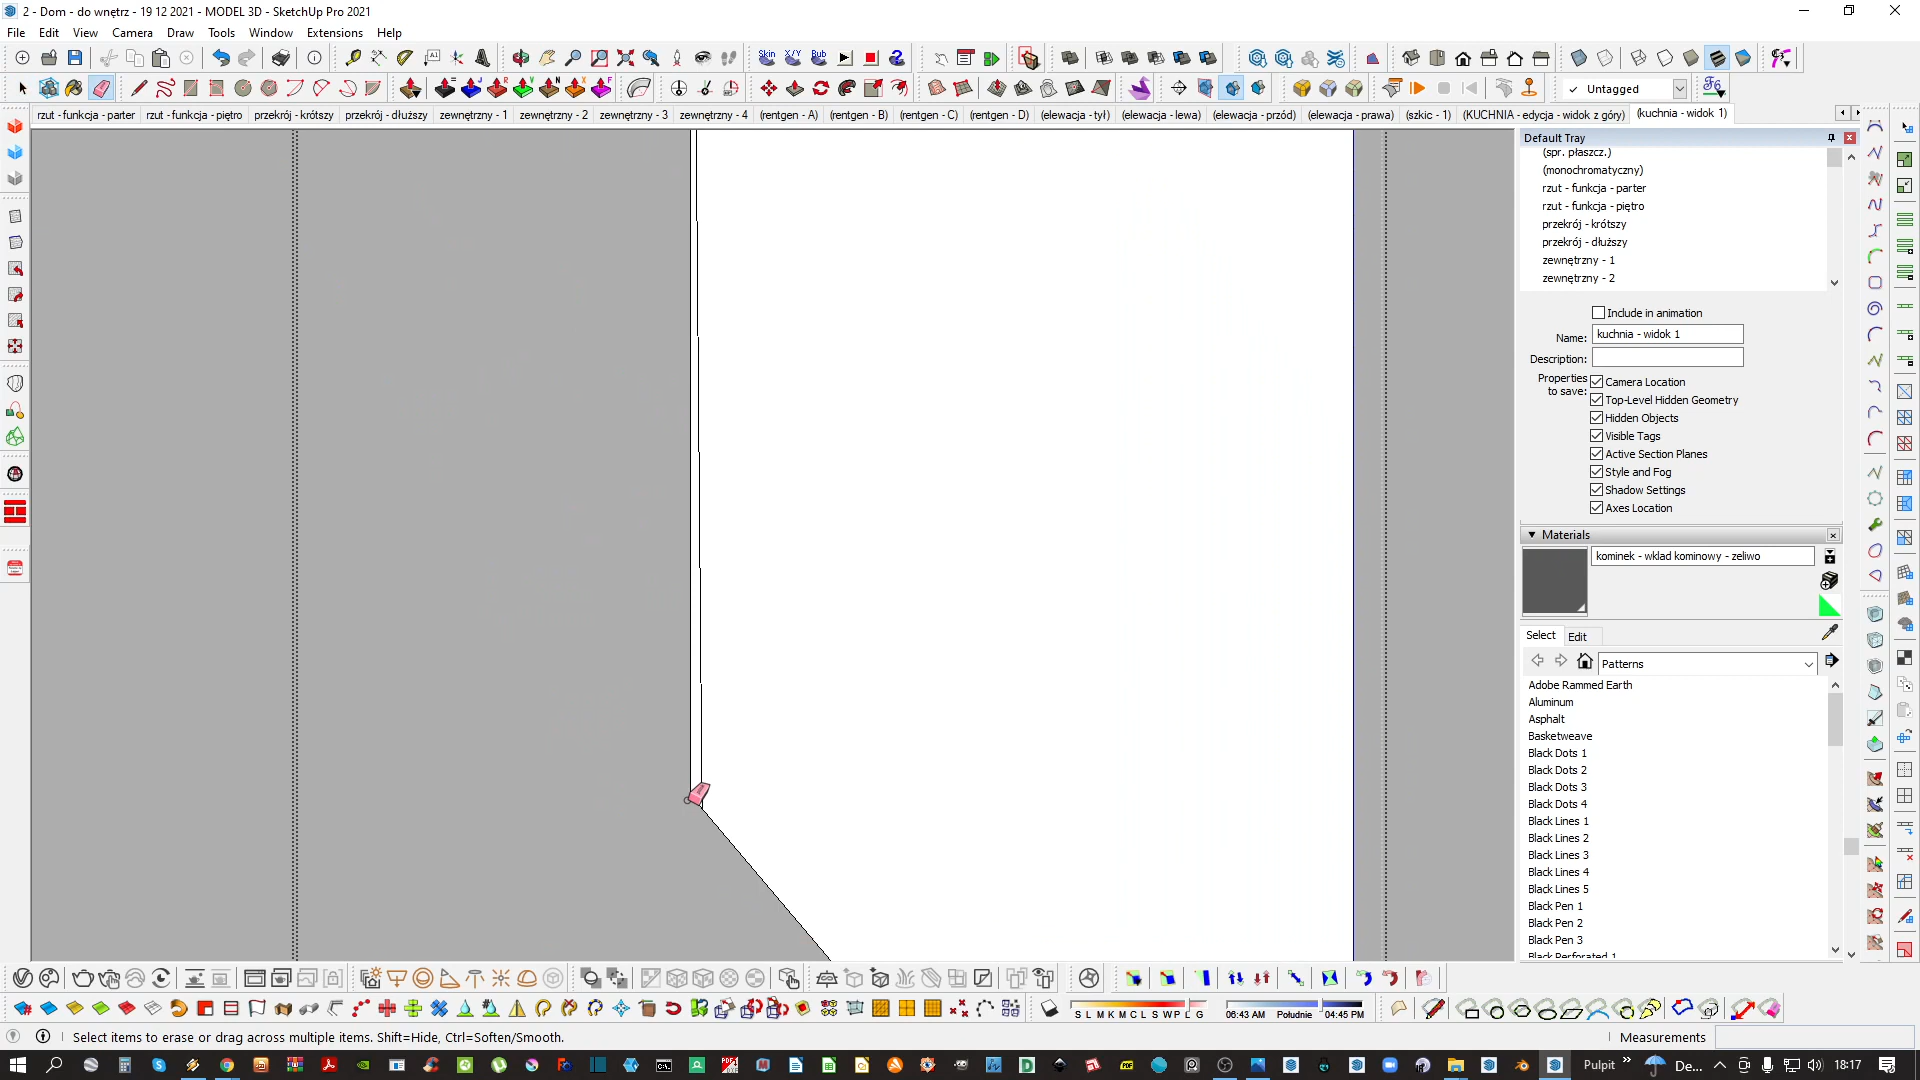 2 - Dom - do wnętrz - 19 12 2021 - MODEL 3D - SketchUp Pro 2021
File Edit View Camera Draw Tools Window Extensions Help
Skin X/Y Bub
Untagged
rzut - funkcja - parter rzut - funkcja - piętro przekrój - krótszy przekrój - dłuższy zewnętrzny - 1 zewnętrzny - 2 zewnętrzny - 3 zewnętrzny - 4 (rentgen - A) (rentgen - B) (rentgen - C) (rentgen - D) (elewacja - tył) (elewacja - lewa) (elewacja - przód) (elewacja - prawa) (szkic - 1) (KUCHNIA - edycja - widok z góry) (kuchnia - widok 1)
Default Tray
(spr. płaszcz.)
(monochromatyczny)
rzut - funkcja - parter
rzut - funkcja - piętro
przekrój - krótszy
przekrój - dłuższy
zewnętrzny - 1
zewnętrzny - 2
Include in animation
Name: kuchnia - widok 1
Description:
Properties to save:
Camera Location
Top-Level Hidden Geometry
Hidden Objects
Visible Tags
Active Section Planes
Style and Fog
Shadow Settings
Axes Location
Materials
kominek - wklad kominowy - zeliwo
Select Edit
Patterns
Adobe Rammed Earth
Aluminum
Asphalt
Basketweave
Black Dots 1
Black Dots 2
Black Dots 3
Black Dots 4
Black Lines 1
Black Lines 2
Black Lines 3
Black Lines 4
Black Lines 5
Black Pen 1
Black Pen 2
Black Pen 3
Black Perforated 1
S L M K M C L S W P L G 06:43 AM Południe 04:45 PM
Select items to erase or drag across multiple items. Shift=Hide, Ctrl=Soften/Smooth.
Measurements
Pulpit De... 18:17